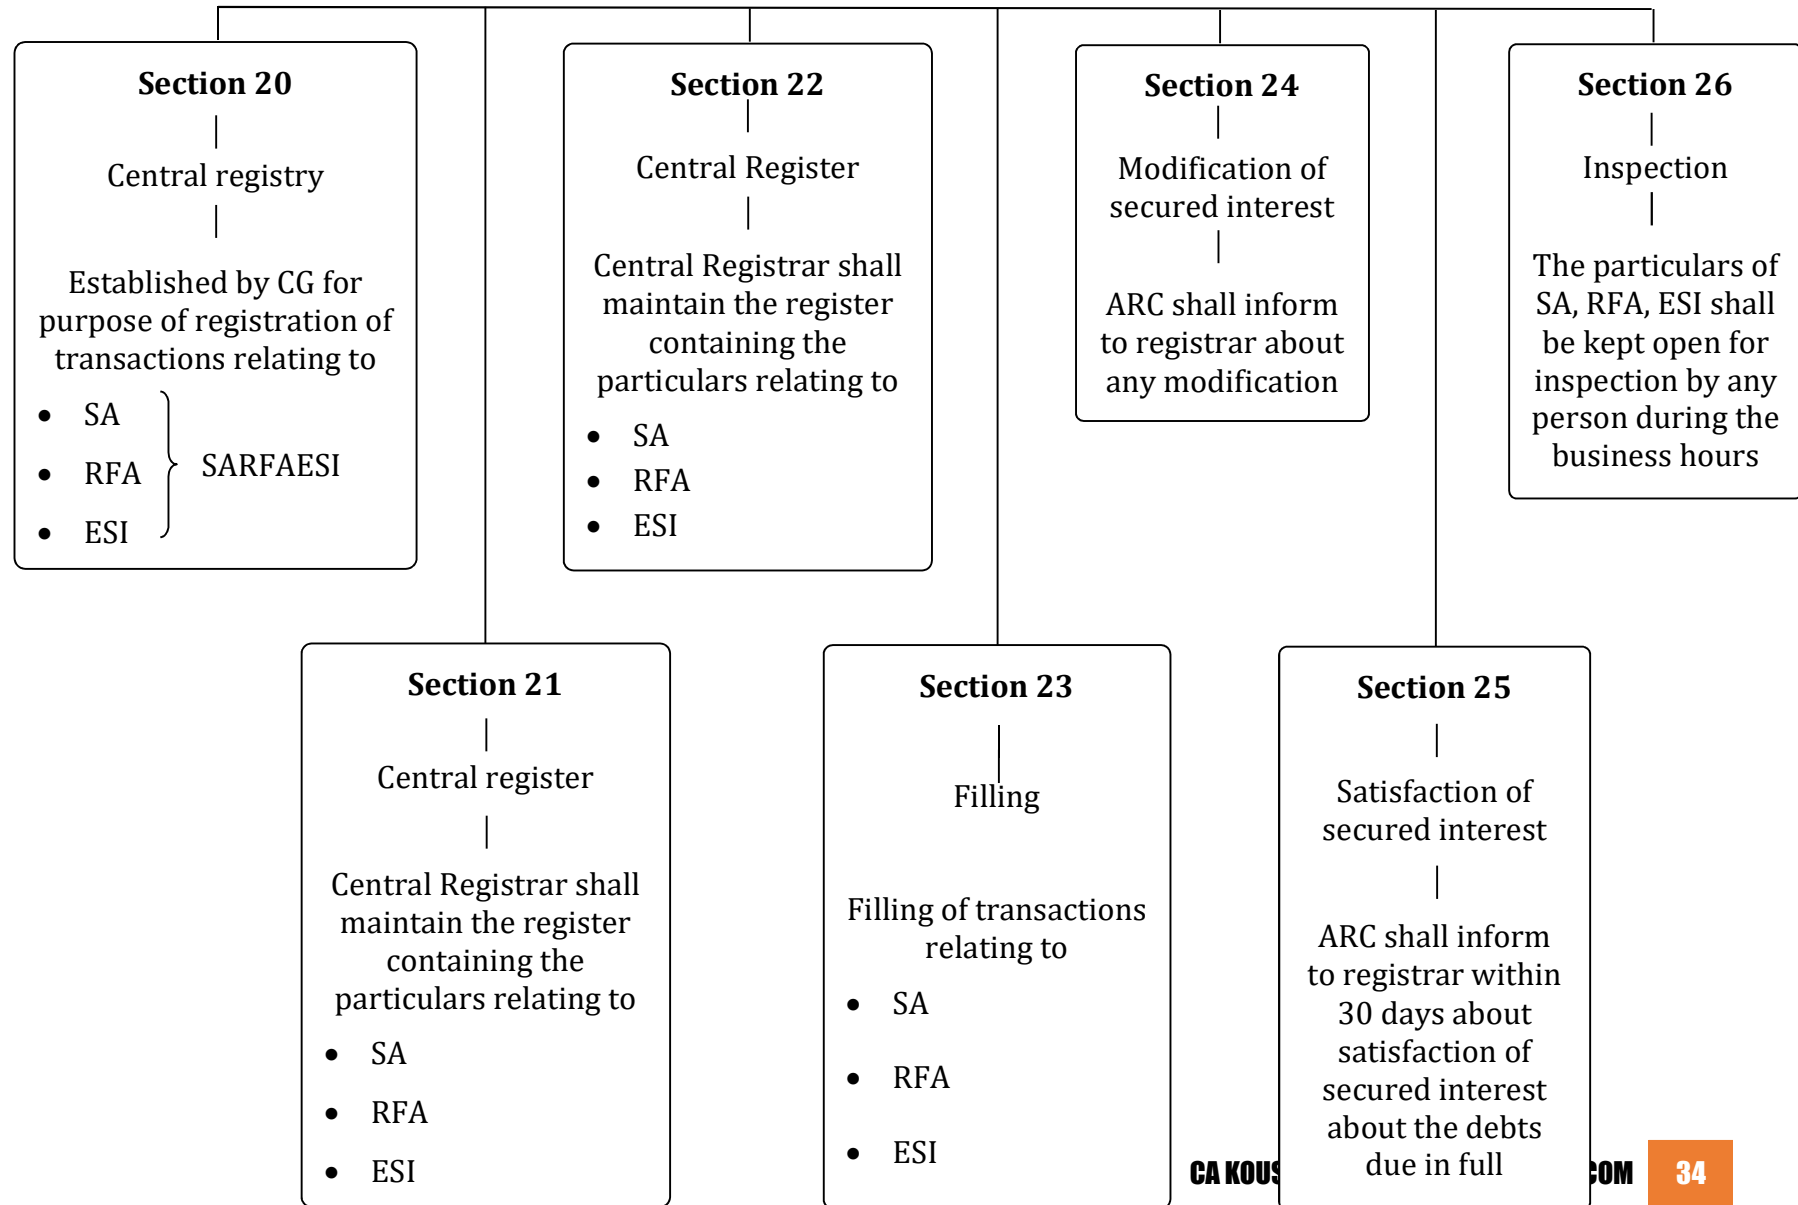 Section 20
Central registry
Established by CG for
purpose of registration of
transactions relating to
• SA
• RFA
• ESI
SARFAESI
Section 22
Central Register
Central Registrar shall
maintain the register
containing the
particulars relating to
• SA
• RFA
• ESI
Section 24
Modification of
secured interest
ARC shall inform
to registrar about
any modification
Section 26
Inspection
The particulars of
SA, RFA, ESI shall
be kept open for
inspection by any
person during the
business hours
Section 21
Central register
Central Registrar shall
maintain the register
containing the
particulars relating to
• SA
• RFA
• ESI
Section 23
Filling
Filling of transactions
relating to
• SA
• RFA
• ESI
Section 25
Satisfaction of
secured interest
ARC shall inform
to registrar within
30 days about
satisfaction of
secured interest
about the debts
due in full
CA
34